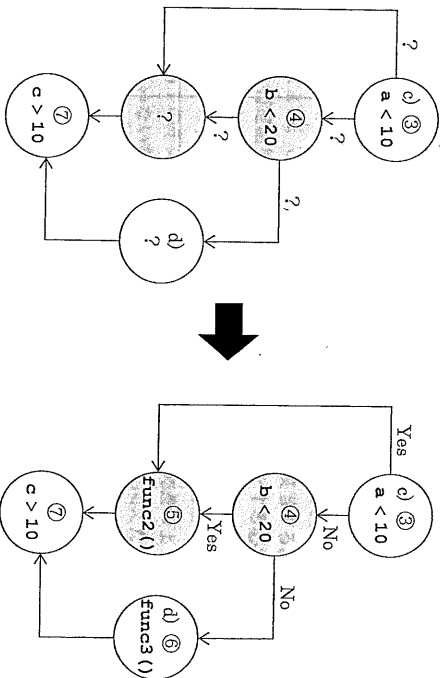 c) ③
a < 10
?
?
④
b < 20
?,
?
?
d)
?
⑦
c > 10
c) ③
a < 10
Yes
No
④
b < 20
No
Yes
⑤
func2()
d) ⑥
func3()
⑦
c > 10